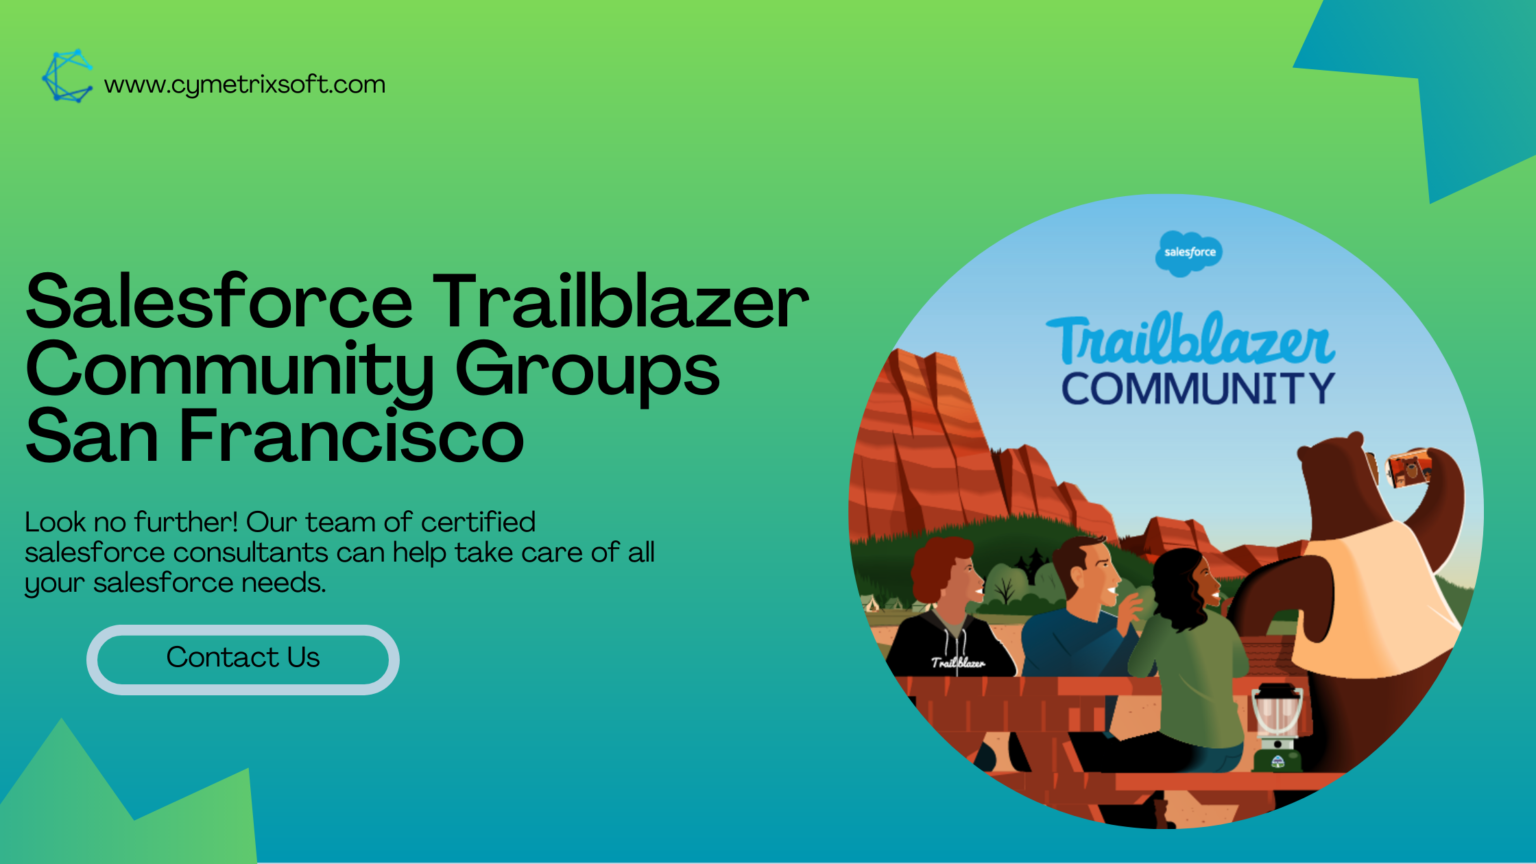 www.cymetrixsoft.com
Salesforce Trailblazer
Community Groups
San Francisco
Look no further! Our team of certified
salesforce consultants can help take care of all
your salesforce needs.
Contact Us
salesforce
Trailblazer
COMMUNITY
Trailblazer